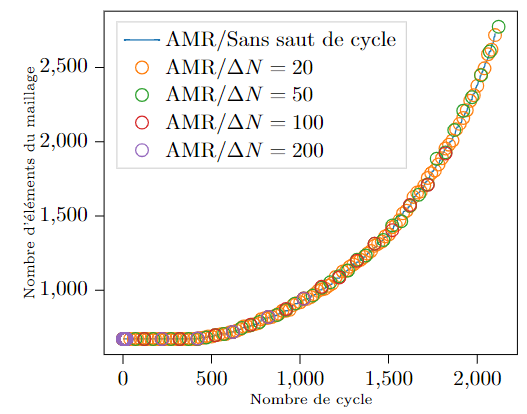 AMR/Sans saut de cycle
AMR/ΔN = 20
AMR/ΔN = 50
AMR/ΔN = 100
AMR/ΔN = 200
Nombre d'éléments du maillage
2,500
2,000
1,500
1,000
0 500 1,000 1,500 2,000
Nombre de cycle